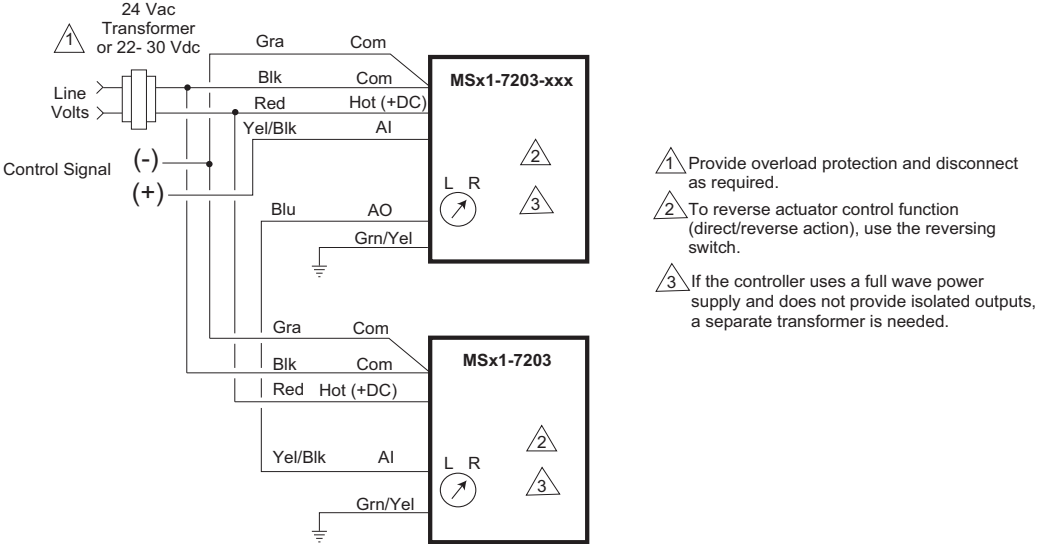 24 Vac
Transformer
or 22- 30 Vdc
1
Line
Volts
Gra Com
Blk Com
Red Hot (+DC)
Yel/Blk AI
Control Signal (-)
(+)
MSx1-7203-xxx
2
L R
3
Blu AO
Grn/Yel
Gra Com
Blk Com
Red Hot (+DC)
Yel/Blk AI
Grn/Yel
MSx1-7203
2
L R
3
1 Provide overload protection and disconnect
as required.
2 To reverse actuator control function
(direct/reverse action), use the reversing
switch.
3 If the controller uses a full wave power
supply and does not provide isolated outputs,
a separate transformer is needed.